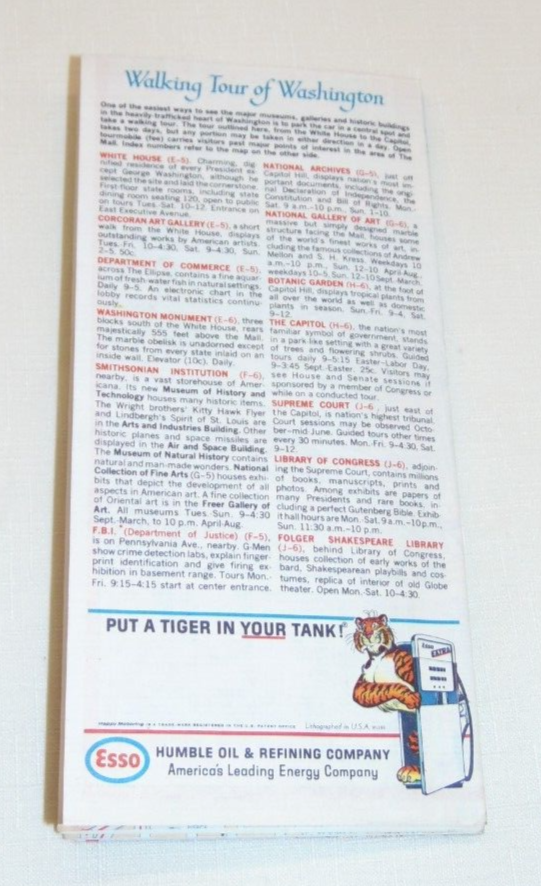 Walking Tour of Washington
One of the easiest ways to see the major museums, galleries and historic buildings
in the heavily trafficked heart of Washington is to park the car in a central spot and
take a walking tour. The tour outlined here, from the White House to the Capitol,
takes two days, but any portion may be taken in either direction in a day. Open
tourmobile (fee) carries visitors past major points of interest in the area of The
Mall. Index numbers refer to the map on the other side.
WHITE HOUSE (E-5). Charming, dig-
nified residence of every President ex-
cept George Washington, although he
selected the site and laid the cornerstone.
First-floor state rooms, including state
dining room seating 120, open to public
on tours Tues.-Sat. 10-12. Entrance on
East Executive Avenue.
CORCORAN ART GALLERY (E-5), a short
walk from the White House, displays
outstanding works by American artists.
Tues.-Fri. 10-4:30, Sat. 9-4:30, Sun.
2-5. 50c.
DEPARTMENT OF COMMERCE (E-5),
across The Ellipse, contains a fine aquar-
ium of fresh-water fish in natural settings.
Daily 9-5. An electronic chart in the
lobby records vital statistics continu-
ously.
WASHINGTON MONUMENT (E-6), three
blocks south of the White House, rears
majestically 555 feet above the Mall.
The marble obelisk is unadorned except
for stones from every state inlaid on an
inside wall. Elevator (10c). Daily.
SMITHSONIAN INSTITUTION (F-6),
nearby, is a vast storehouse of Amer-
icana. Its new Museum of History and
Technology houses many historic items.
The Wright brothers' Kitty Hawk Flyer
and Lindbergh's Spirit of St. Louis are
in the Arts and Industries Building. Other
historic planes and space missiles are
displayed in the Air and Space Building.
The Museum of Natural History contains
natural and man-made wonders. National
Collection of Fine Arts (G-5) houses exhi-
bits that depict the development of all
aspects in American art. A fine collection
of Oriental art is in the Freer Gallery of
Art. All museums Tues.-Sun. 9-4:30
Sept.-March, to 10 p.m. April-Aug.
F.B.I. (Department of Justice) (F-5),
is on Pennsylvania Ave., nearby. G-Men
show crime detection labs, explain finger-
print identification and give firing ex-
hibition in basement range. Tours Mon.-
Fri. 9:15-4:15 start at center entrance.
NATIONAL ARCHIVES (G-5), just off
Capitol Hill, displays nation's most im-
portant documents, including the orig-
inal Declaration of Independence, the
Constitution and Bill of Rights. Mon.-
Sat. 9 a.m.-10 p.m., Sun. 1-10.
NATIONAL GALLERY OF ART (G-6), a
massive but simply designed marble
structure facing the Mall, houses some
of the world's finest works of art, in-
cluding the famous collections of Andrew
Mellon and S. H. Kress. Weekdays 10
a.m.-10 p.m., Sun. 12-10 April-Aug.,
weekdays 10-5, Sun. 12-10 Sept.-March.
BOTANIC GARDEN (H-6), at the foot of
Capitol Hill, displays tropical plants from
all over the world as well as domestic
plants in season. Sun.-Fri. 9-4, Sat.
9-12.
THE CAPITOL (H-6), the nation's most
familiar symbol of government, stands
in a park-like setting with a great variety
of trees and flowering shrubs. Guided
tours daily 9-5:15 Easter-Labor Day,
9-3:45 Sept.-Easter. 25c. Visitors may
see House and Senate sessions if
sponsored by a member of Congress or
while on a conducted tour.
SUPREME COURT (J-6), just east of
the Capitol, is nation's highest tribunal.
Court sessions may be observed Octo-
ber-mid June. Guided tours other times
every 30 minutes. Mon.-Fri. 9-4:30, Sat.
9-12.
LIBRARY OF CONGRESS (J-6), adjoin-
ing the Supreme Court, contains millions
of books, manuscripts, prints and
photos. Among exhibits are papers of
many Presidents and rare books, in-
cluding a perfect Gutenberg Bible. Exhib-
it hall hours are Mon.-Sat. 9 a.m.-10 p.m.,
Sun. 11:30 a.m.-10 p.m.
FOLGER SHAKESPEARE LIBRARY
(J-6), behind Library of Congress,
houses collection of early works of the
bard, Shakespearean playbills and cos-
tumes, replica of interior of old Globe
theater. Open Mon.-Sat. 10-4:30.
PUT A TIGER IN YOUR TANK!®
Esso
EXTRA
Happy Motoring IS A TRADE MARK REGISTERED IN THE U.S. PATENT OFFICE
Lithographed in U.S.A.
Esso
HUMBLE OIL & REFINING COMPANY
America's Leading Energy Company